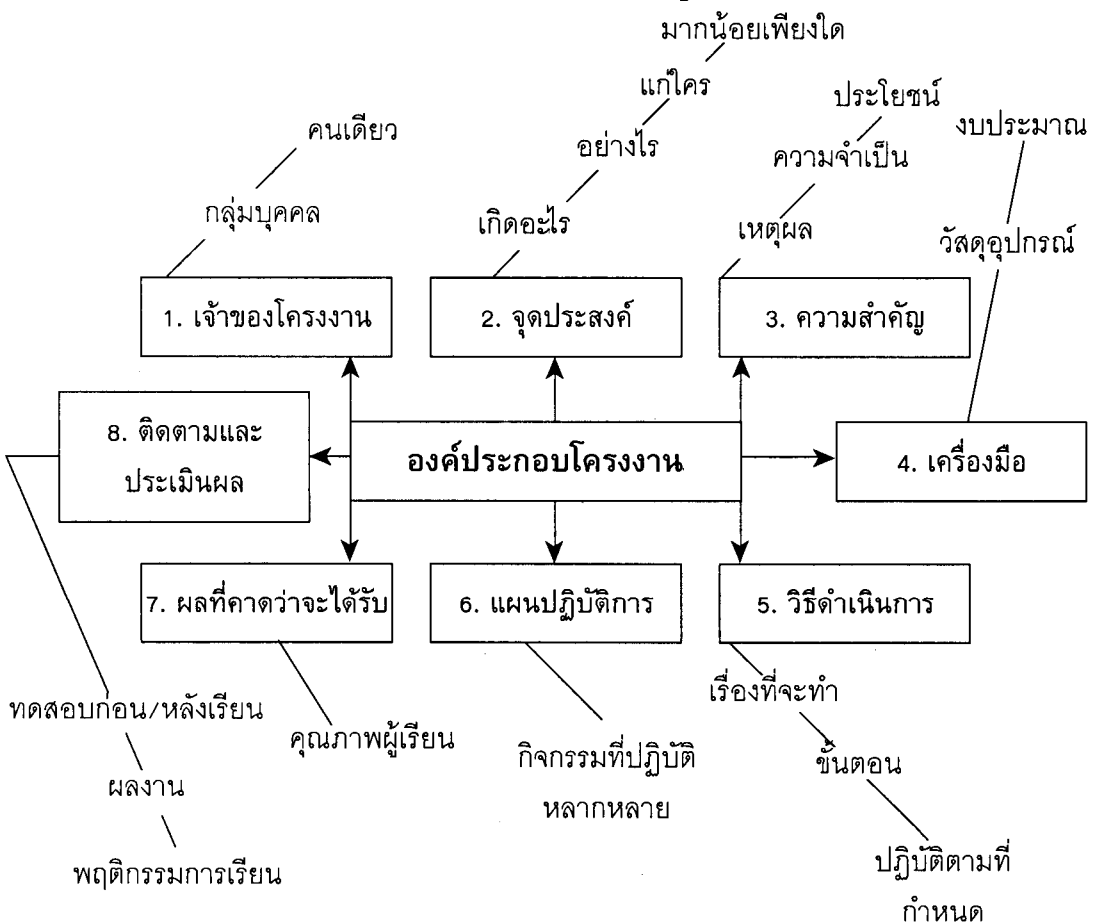 มากน้อยเพียงใด
แก่ใคร
ประโยชน์
คนเดียว
อย่างไร
งบประมาณ
ความจำเป็น
กลุ่มบุคคล
เกิดอะไร
เหตุผล
วัสดุอุปกรณ์
1. เจ้าของโครงงาน
2. จุดประสงค์
3. ความสำคัญ
8. ติดตามและ
ประเมินผล
องค์ประกอบโครงงาน
4. เครื่องมือ
7. ผลที่คาดว่าจะได้รับ
6. แผนปฏิบัติการ
5. วิธีดำเนินการ
ทดสอบก่อน/หลังเรียน
คุณภาพผู้เรียน
กิจกรรมที่ปฏิบัติ
หลากหลาย
เรื่องที่จะทำ
ขั้นตอน
ผลงาน
พฤติกรรมการเรียน
ปฏิบัติตามที่
กำหนด